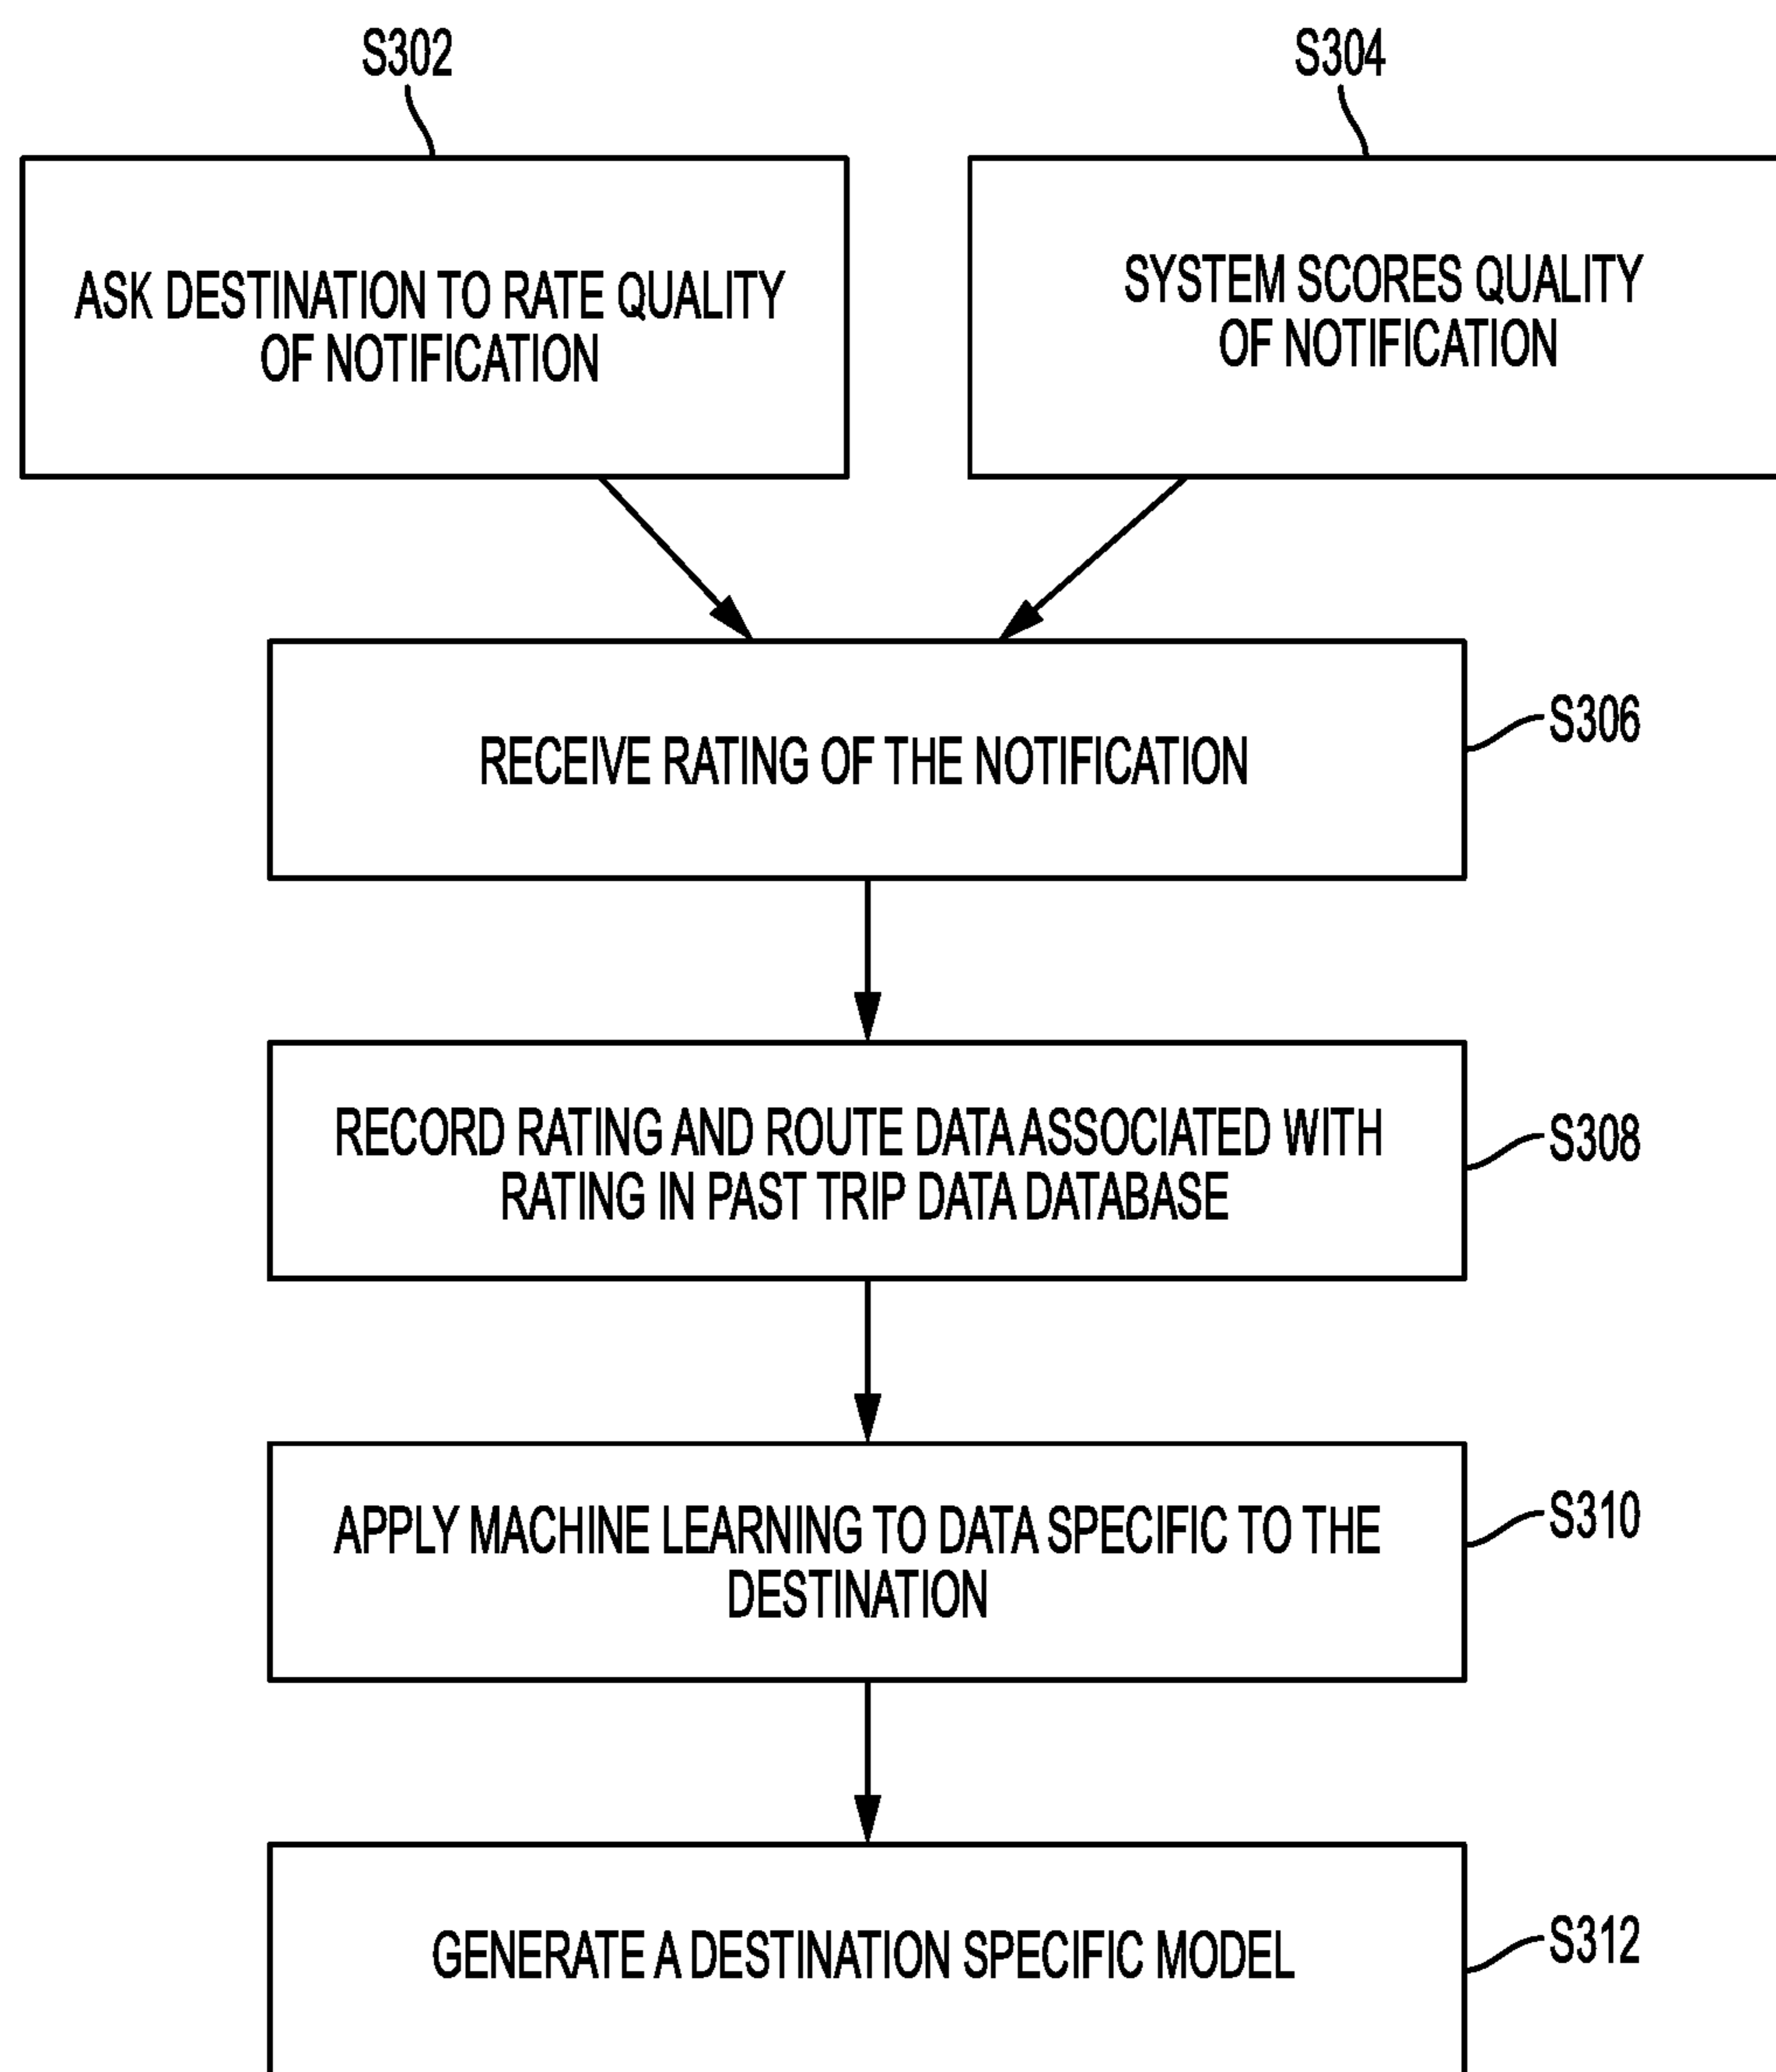 S302
S304
ASK DESTINATION TO RATE QUALITY
OF NOTIFICATION
SYSTEM SCORES QUALITY
OF NOTIFICATION
RECEIVE RATING OF THE NOTIFICATION
S306
RECORD RATING AND ROUTE DATA ASSOCIATED WITH
RATING IN PAST TRIP DATA DATABASE
S308
APPLY MACHINE LEARNING TO DATA SPECIFIC TO THE
DESTINATION
S310
GENERATE A DESTINATION SPECIFIC MODEL
S312